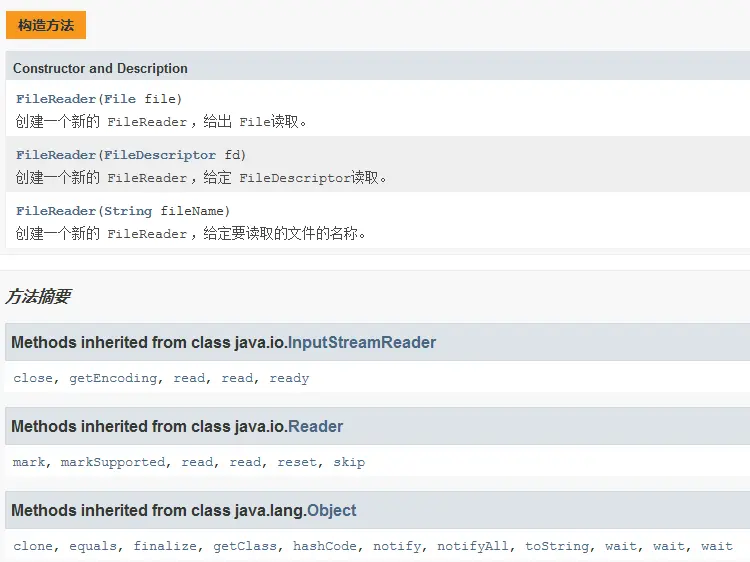 构造方法
Constructor and Description
FileReader(File file)
创建一个新的 FileReader ，给出 File读取。
FileReader(FileDescriptor fd)
创建一个新的 FileReader ，给定 FileDescriptor读取。
FileReader(String fileName)
创建一个新的 FileReader ，给定要读取的文件的名称。
方法摘要
Methods inherited from class java.io.InputStreamReader
close, getEncoding, read, read, ready
Methods inherited from class java.io.Reader
mark, markSupported, read, read, reset, skip
Methods inherited from class java.lang.Object
clone, equals, finalize, getClass, hashCode, notify, notifyAll, toString, wait, wait, wait